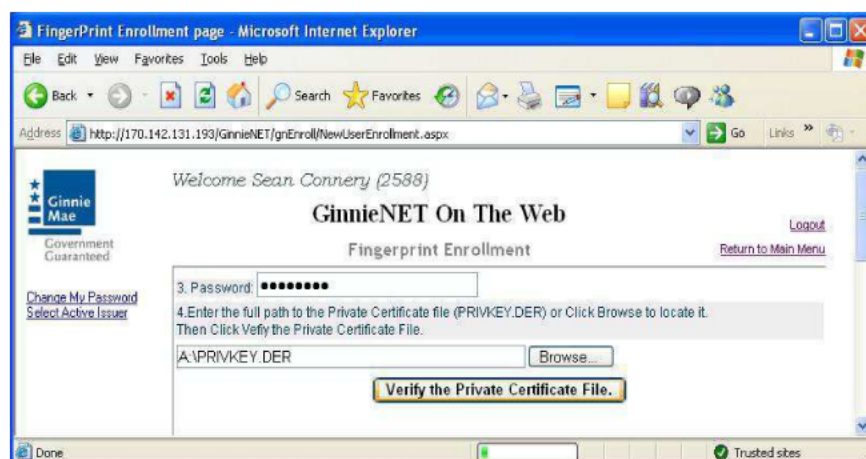 FingerPrint Enrollment page - Microsoft Internet Explorer
File Edit View Favorites Tools Help
Back Search Favorites
Address http://170.142.131.193/GinnieNET/gnEnroll/NewUserEnrollment.aspx Go Links »
Ginnie
Mae
Government
Guaranteed
Change My Password
Select Active Issuer
Welcome Sean Connery (2588)
GinnieNET On The Web
Logout
Fingerprint Enrollment Return to Main Menu
3. Password: ●●●●●●●●
4.Enter the full path to the Private Certificate file (PRIVKEY.DER) or Click Browse to locate it.
Then Click Vefiy the Private Certificate File.
A:\PRIVKEY.DER Browse...
Verify the Private Certificate File.
Done Trusted sites